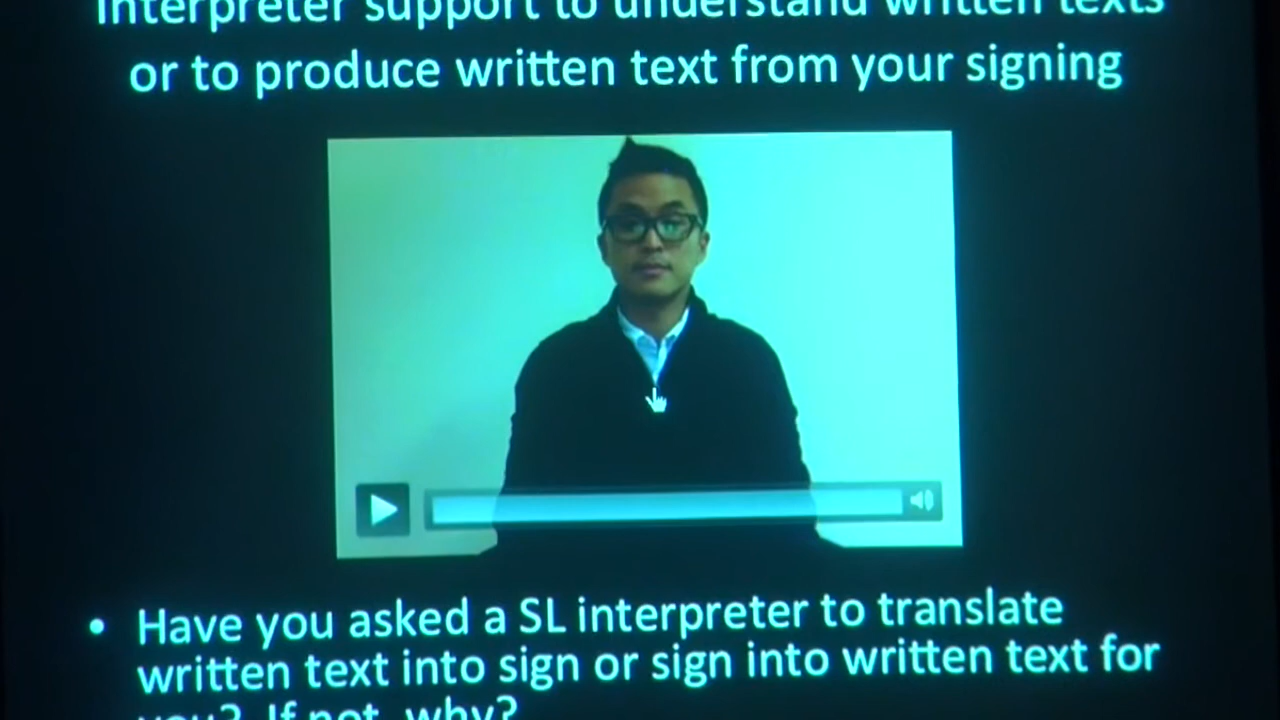 interpreter support to understand written texts
or to produce written text from your signing
• Have you asked a SL interpreter to translate
written text into sign or sign into written text for
you? If not, why?